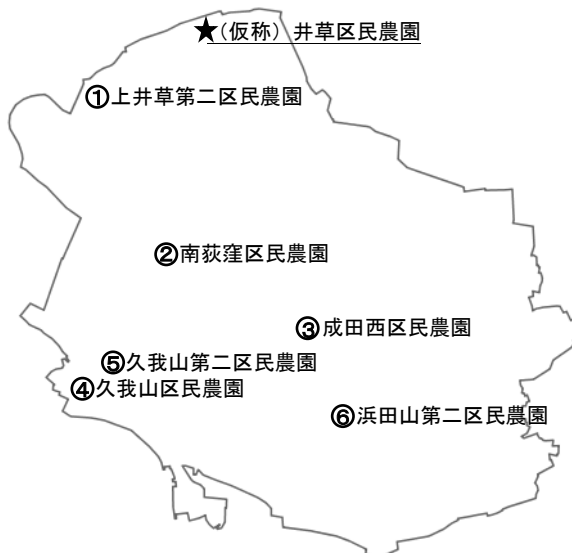 ★(仮称) 井草区民農園
①上井草第二区民農園
②南荻窪区民農園
③成田西区民農園
⑤久我山第二区民農園
④久我山区民農園
⑥浜田山第二区民農園